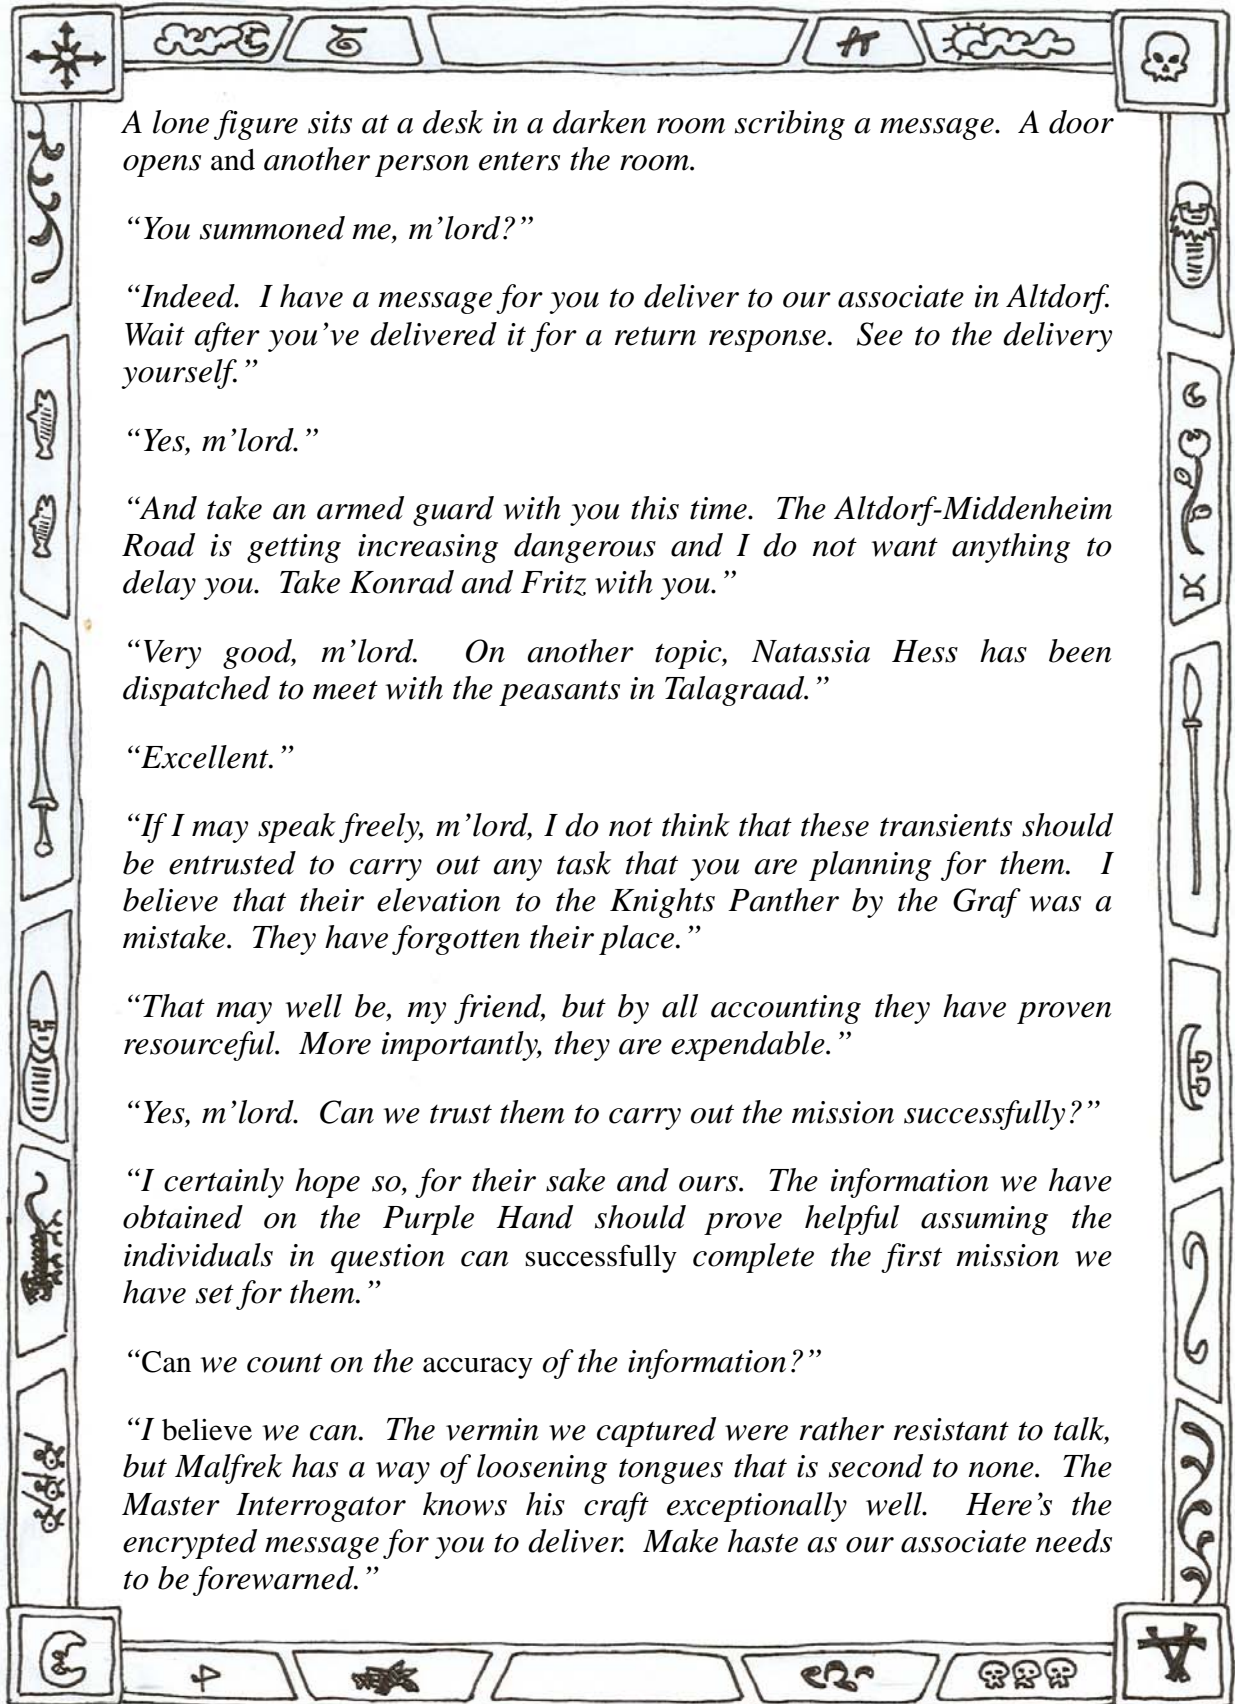 A lone figure sits at a desk in a darken room scribing a message. A door
opens and another person enters the room.
“You summoned me, m’lord?”
“Indeed. I have a message for you to deliver to our associate in Altdorf.
Wait after you’ve delivered it for a return response. See to the delivery
yourself.”
“Yes, m’lord.”
“And take an armed guard with you this time. The Altdorf-Middenheim
Road is getting increasing dangerous and I do not want anything to
delay you. Take Konrad and Fritz with you.”
“Very good, m’lord. On another topic, Natassia Hess has been
dispatched to meet with the peasants in Talagraad.”
“Excellent.”
“If I may speak freely, m’lord, I do not think that these transients should
be entrusted to carry out any task that you are planning for them. I
believe that their elevation to the Knights Panther by the Graf was a
mistake. They have forgotten their place.”
“That may well be, my friend, but by all accounting they have proven
resourceful. More importantly, they are expendable.”
“Yes, m’lord. Can we trust them to carry out the mission successfully?”
“I certainly hope so, for their sake and ours. The information we have
obtained on the Purple Hand should prove helpful assuming the
individuals in question can successfully complete the first mission we
have set for them.”
“Can we count on the accuracy of the information?”
“I believe we can. The vermin we captured were rather resistant to talk,
but Malfrek has a way of loosening tongues that is second to none. The
Master Interrogator knows his craft exceptionally well. Here’s the
encrypted message for you to deliver. Make haste as our associate needs
to be forewarned.”